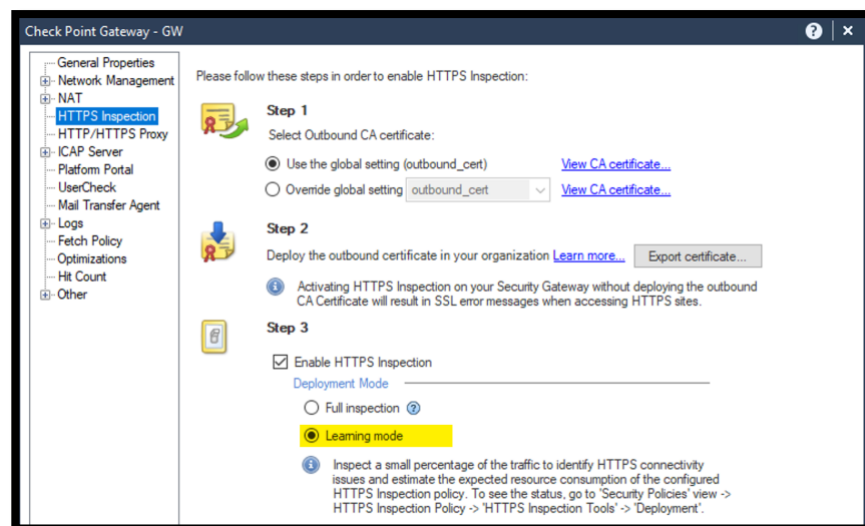 Check Point Gateway - GW
General Properties
Network Management
NAT
HTTPS Inspection
HTTP/HTTPS Proxy
ICAP Server
Platform Portal
UserCheck
Mail Transfer Agent
Logs
Fetch Policy
Optimizations
Hit Count
Other
Please follow these steps in order to enable HTTPS Inspection:
Step 1
Select Outbound CA certificate:
Use the global setting (outbound_cert) View CA certificate...
Override global setting outbound_cert View CA certificate...
Step 2
Deploy the outbound certificate in your organization Learn more... Export certificate...
Activating HTTPS Inspection on your Security Gateway without deploying the outbound
CA Certificate will result in SSL error messages when accessing HTTPS sites.
Step 3
Enable HTTPS Inspection
Deployment Mode
Full inspection
Learning mode
Inspect a small percentage of the traffic to identify HTTPS connectivity
issues and estimate the expected resource consumption of the configured
HTTPS Inspection policy. To see the status, go to 'Security Policies' view ->
HTTPS Inspection Policy -> 'HTTPS Inspection Tools' -> 'Deployment'.